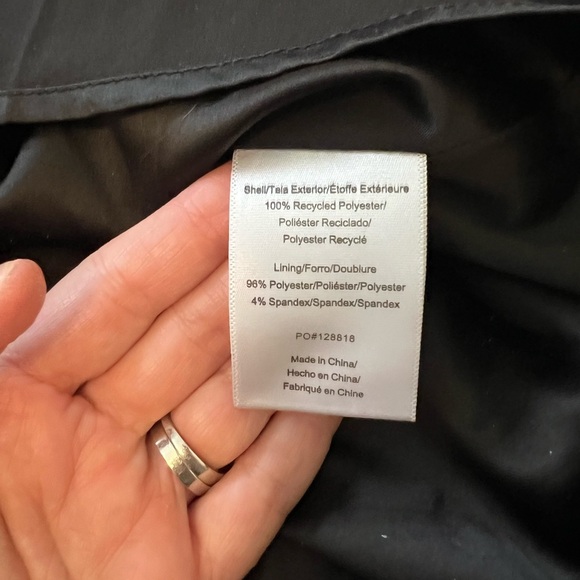 Shell/Tela Exterior/Étoffe Extérieure
100% Recycled Polyester/
Poliéster Reciclado/
Polyester Recyclé
Lining/Forro/Doublure
96% Polyester/Poliéster/Polyester
4% Spandex/Spandex/Spandex
PO#128818
Made in China/
Hecho en China/
Fabriqué en Chine